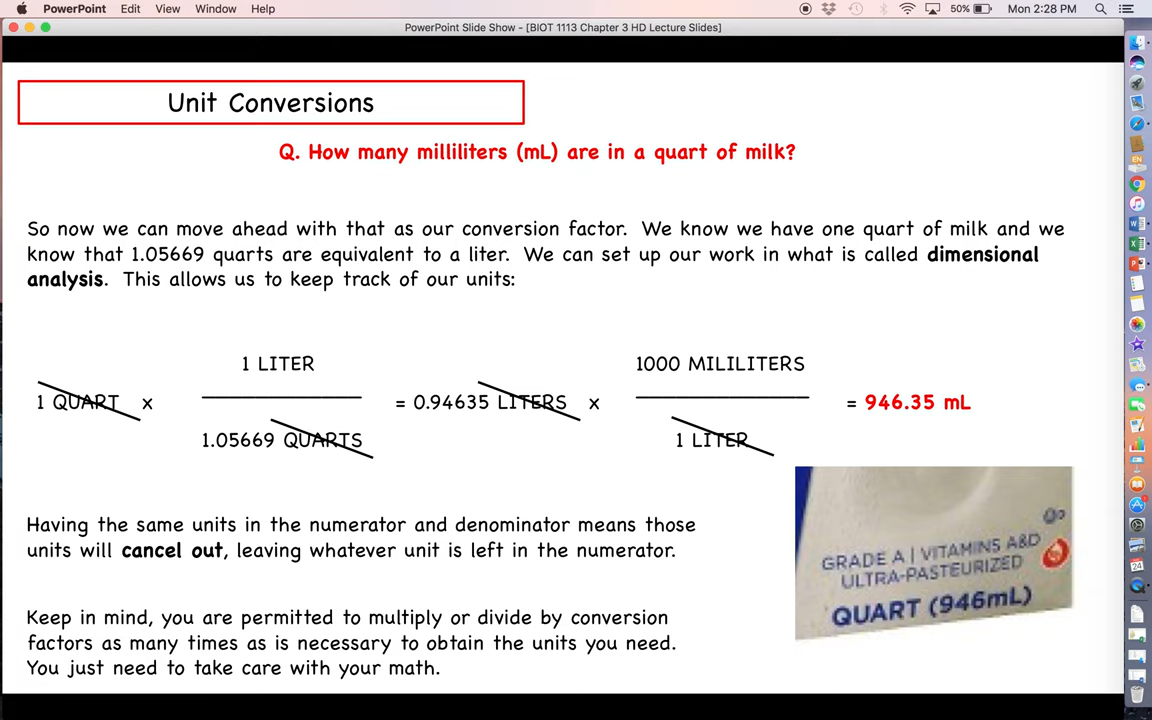 PowerPoint Edit View Window Help 50% Mon 2:28 PM
PowerPoint Slide Show - [BIOT 1113 Chapter 3 HD Lecture Slides]
Unit Conversions
Q. How many milliliters (mL) are in a quart of milk?
So now we can move ahead with that as our conversion factor. We know we have one quart of milk and we
know that 1.05669 quarts are equivalent to a liter. We can set up our work in what is called dimensional
analysis. This allows us to keep track of our units:
1 LITER 1000 MILILITERS
1 QUART x = 0.94635 LITERS x = 946.35 mL
1.05669 QUARTS 1 LITER
Having the same units in the numerator and denominator means those
units will cancel out, leaving whatever unit is left in the numerator.
GRADE A | VITAMINS A&D
ULTRA-PASTEURIZED
QUART (946mL)
Keep in mind, you are permitted to multiply or divide by conversion
factors as many times as is necessary to obtain the units you need.
You just need to take care with your math.